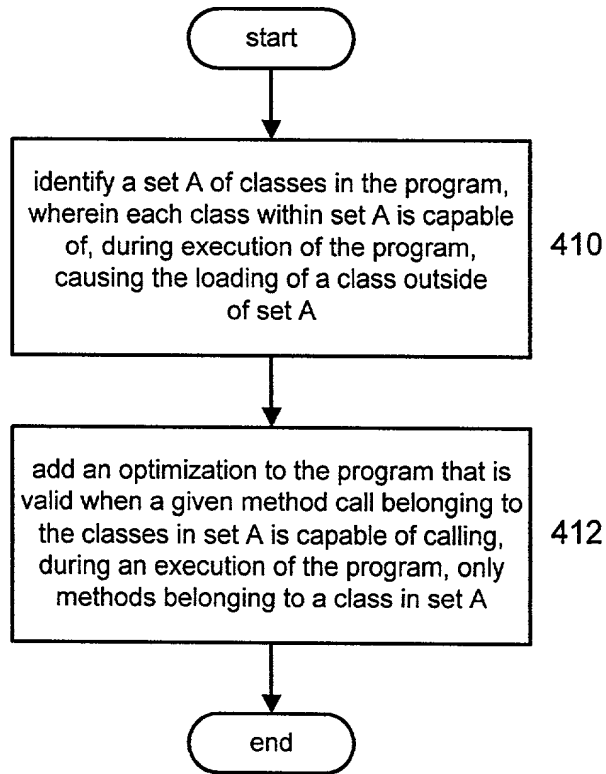 start
identify a set A of classes in the program,
wherein each class within set A is capable
of, during execution of the program,
causing the loading of a class outside
of set A
410
add an optimization to the program that is
valid when a given method call belonging to
the classes in set A is capable of calling,
during an execution of the program, only
methods belonging to a class in set A
412
end